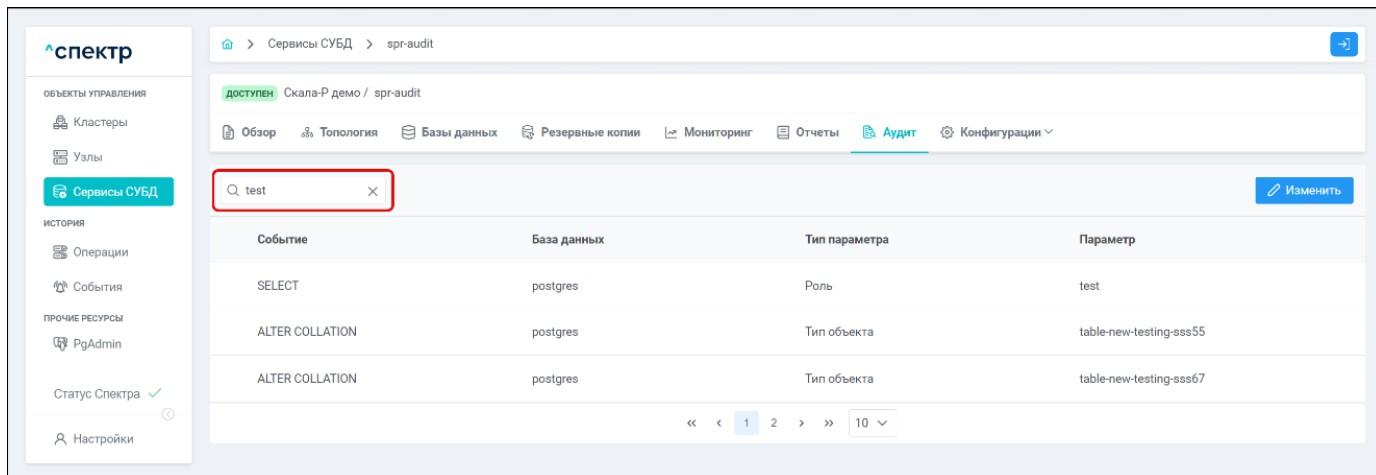 ^спектр
ОБЪЕКТЫ УПРАВЛЕНИЯ
Кластеры
Узлы
Сервисы СУБД
ИСТОРИЯ
Операции
События
ПРОЧИЕ РЕСУРСЫ
PgAdmin
Статус Спектра
Настройки
> Сервисы СУБД > spr-audit
ДОСТУПЕН Скала-Р демо / spr-audit
Обзор Топология Базы данных Резервные копии Мониторинг Отчеты Аудит Конфигурации
test
Изменить
Событие База данных Тип параметра Параметр
SELECT postgres Роль test
ALTER COLLATION postgres Тип объекта table-new-testing-sss55
ALTER COLLATION postgres Тип объекта table-new-testing-sss67
« ‹ 1 2 › » 10